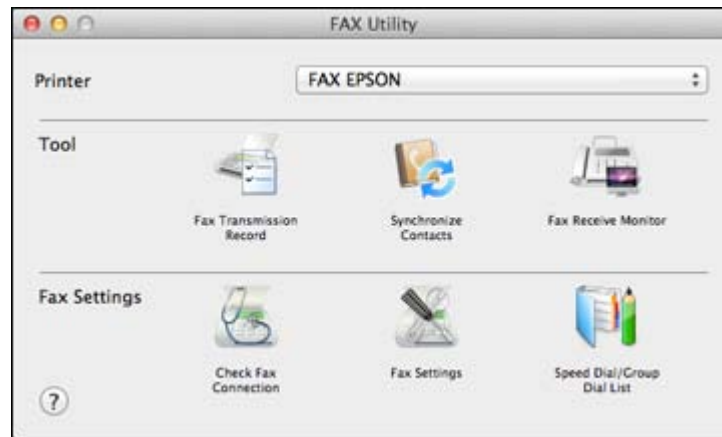 FAX Utility
Printer
FAX EPSON
Tool
Fax Transmission
Record
Synchronize
Contacts
Fax Receive Monitor
Fax Settings
Check Fax
Connection
Fax Settings
Speed Dial/Group
Dial List
?